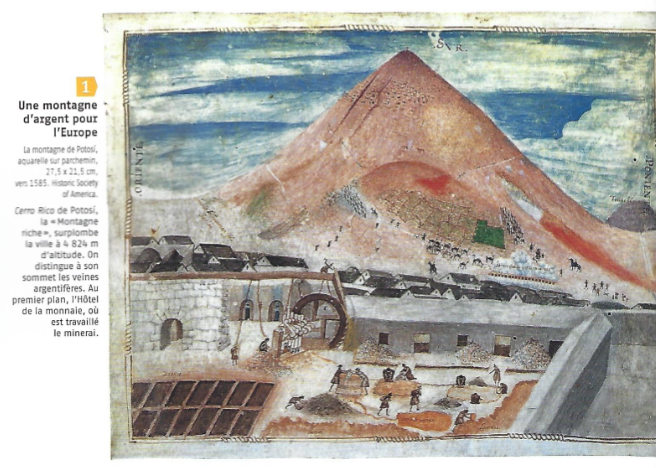 1
Une montagne
d'argent pour
l'Europe
La montagne de Potosí,
aquarelle sur parchemin,
27,5 x 21,5 cm,
vers 1585. Historic Society
of America.
Cerro Rico de Potosí,
la « Montagne
riche », surplombe
la ville à 4 824 m
d'altitude. On
distingue à son
sommet les veines
argentifères. Au
premier plan, l'Hôtel
de la monnaie, où
est travaillé
le minerai.
SVR.
ORIENTE
PONIENTE